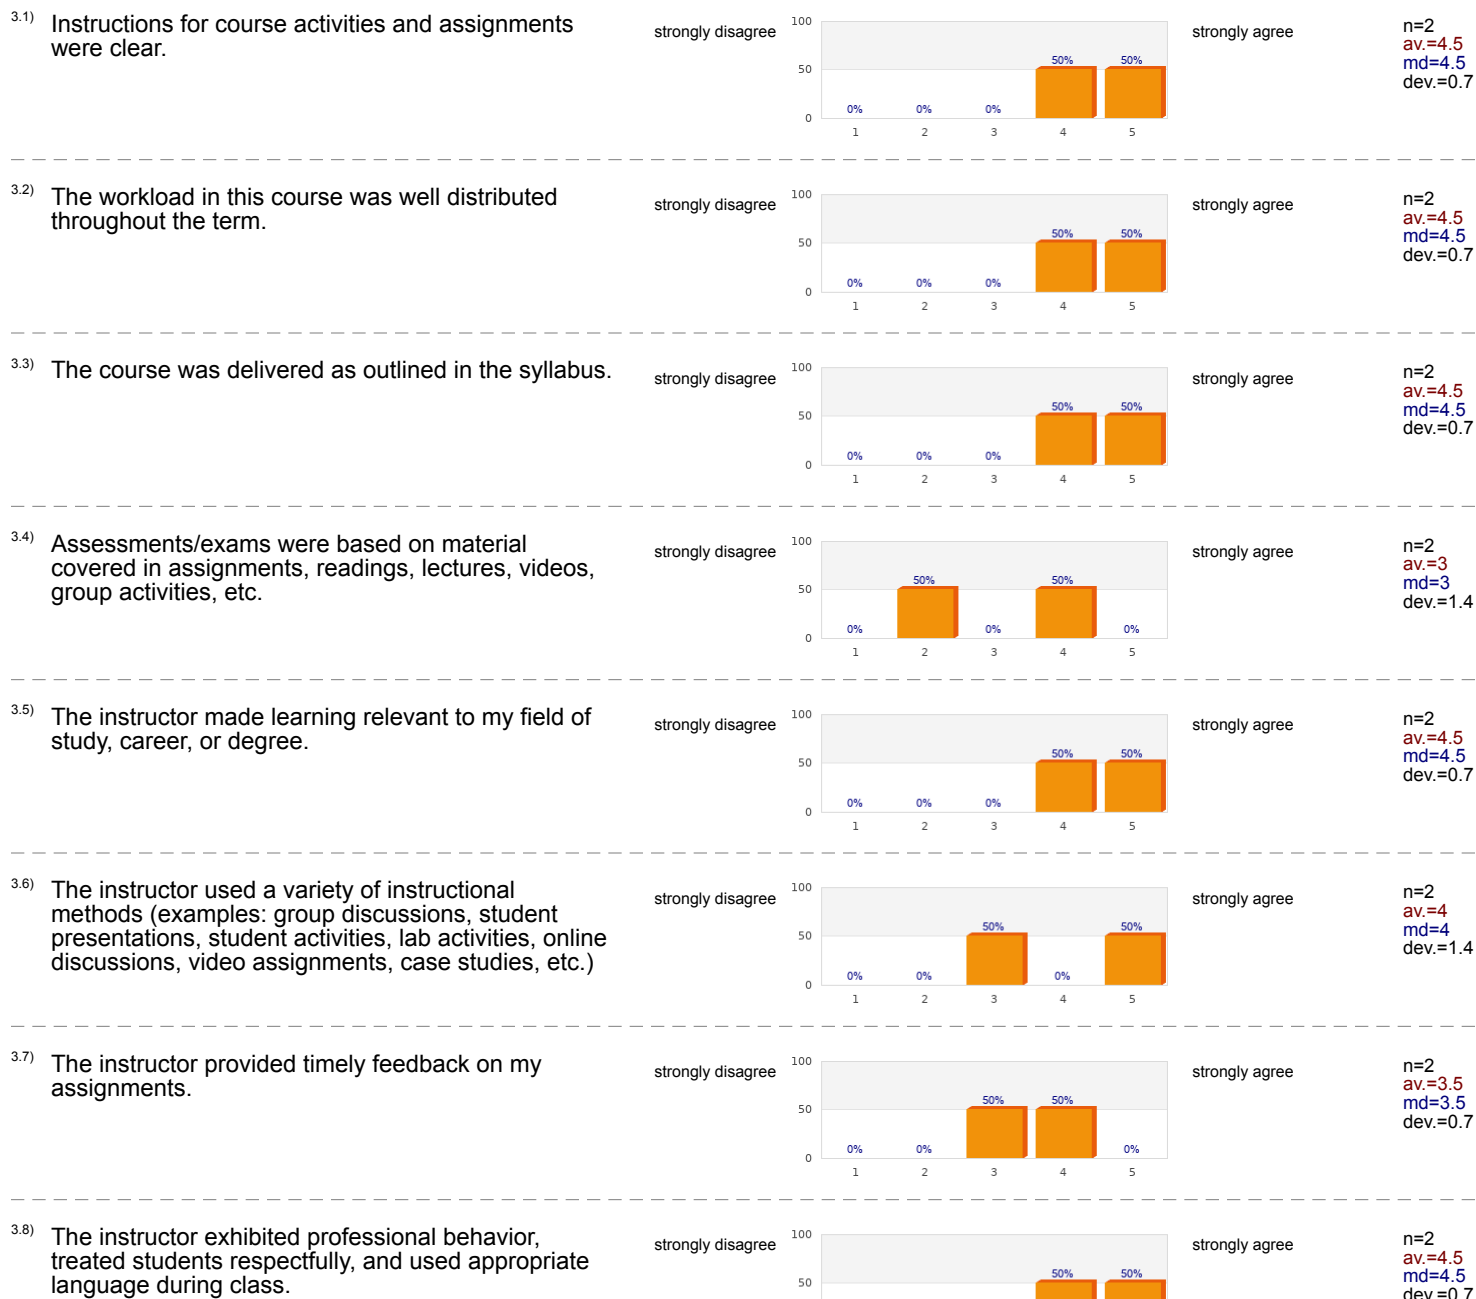 3.1) Instructions for course activities and assignments
were clear.
strongly disagree
100
50
0
0% 0% 0% 50% 50%
1 2 3 4 5
strongly agree
n=2
av.=4.5
md=4.5
dev.=0.7
3.2) The workload in this course was well distributed
throughout the term.
strongly disagree
100
50
0
0% 0% 0% 50% 50%
1 2 3 4 5
strongly agree
n=2
av.=4.5
md=4.5
dev.=0.7
3.3) The course was delivered as outlined in the syllabus.
strongly disagree
100
50
0
0% 0% 0% 50% 50%
1 2 3 4 5
strongly agree
n=2
av.=4.5
md=4.5
dev.=0.7
3.4) Assessments/exams were based on material
covered in assignments, readings, lectures, videos,
group activities, etc.
strongly disagree
100
50
0
0% 50% 0% 50% 0%
1 2 3 4 5
strongly agree
n=2
av.=3
md=3
dev.=1.4
3.5) The instructor made learning relevant to my field of
study, career, or degree.
strongly disagree
100
50
0
0% 0% 0% 50% 50%
1 2 3 4 5
strongly agree
n=2
av.=4.5
md=4.5
dev.=0.7
3.6) The instructor used a variety of instructional
methods (examples: group discussions, student
presentations, student activities, lab activities, online
discussions, video assignments, case studies, etc.)
strongly disagree
100
50
0
0% 0% 50% 0% 50%
1 2 3 4 5
strongly agree
n=2
av.=4
md=4
dev.=1.4
3.7) The instructor provided timely feedback on my
assignments.
strongly disagree
100
50
0
0% 0% 50% 50% 0%
1 2 3 4 5
strongly agree
n=2
av.=3.5
md=3.5
dev.=0.7
3.8) The instructor exhibited professional behavior,
treated students respectfully, and used appropriate
language during class.
strongly disagree
100
50
50% 50%
strongly agree
n=2
av.=4.5
md=4.5
dev.=0.7